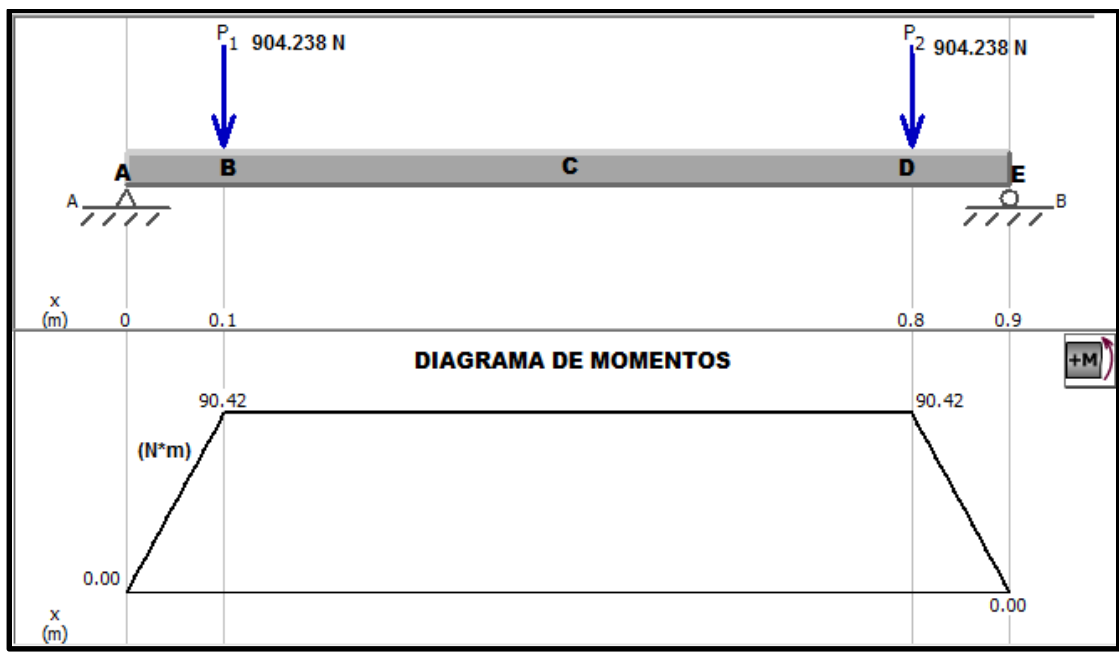 P1 904.238 N
P2 904.238 N
A B C D E
A B
x
(m) 0 0.1 0.8 0.9
DIAGRAMA DE MOMENTOS
+M
90.42 90.42
(N*m)
0.00
0.00
x
(m)